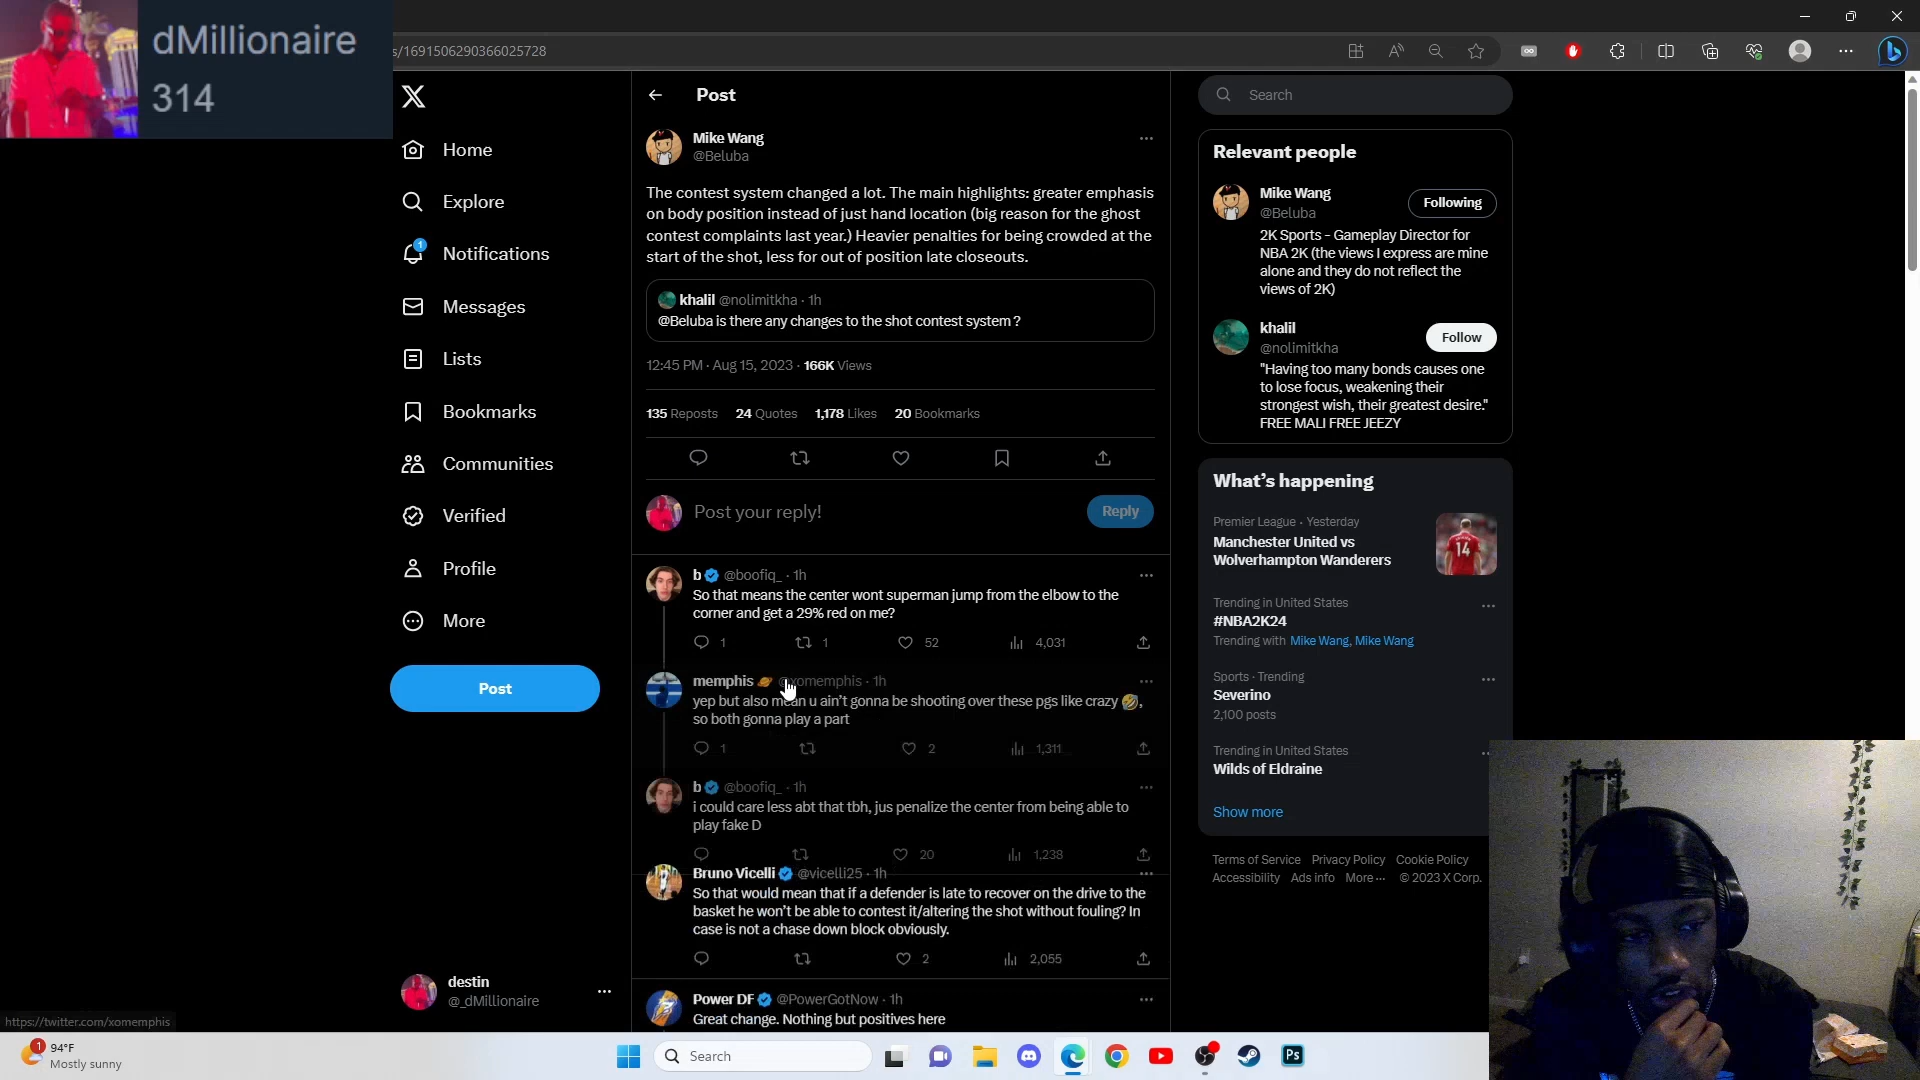 dMillionaire
314
s/1691506290366025728
Home
Explore
1
Notifications
Messages
Lists
Bookmarks
Communities
Verified
Profile
More
Post
destin
@_dMillionaire
https://twitter.com/xomemphis
Post
Mike Wang
@Beluba
The contest system changed a lot. The main highlights: greater emphasis
on body position instead of just hand location (big reason for the ghost
contest complaints last year.) Heavier penalties for being crowded at the
start of the shot, less for out of position late closeouts.
khalil @nolimitkha · 1h
@Beluba is there any changes to the shot contest system ?
12:45 PM · Aug 15, 2023 · 166K Views
135 Reposts 24 Quotes 1,178 Likes 20 Bookmarks
Post your reply!
Reply
b @boofiq_ · 1h
So that means the center wont superman jump from the elbow to the
corner and get a 29% red on me?
1 1 52 4,031
memphis @xomemphis · 1h
yep but also mean u ain't gonna be shooting over these pgs like crazy 🤣,
so both gonna play a part
1 2 1,311
b @boofiq_ · 1h
i could care less abt that tbh, jus penalize the center from being able to
play fake D
20 1,238
Bruno Vicelli @vicelli25 · 1h
So that would mean that if a defender is late to recover on the drive to the
basket he won't be able to contest it/altering the shot without fouling? In
case is not a chase down block obviously.
2 2,055
Power DF @PowerGotNow · 1h
Great change. Nothing but positives here
Search
Relevant people
Mike Wang
@Beluba
Following
2K Sports - Gameplay Director for
NBA 2K (the views I express are mine
alone and they do not reflect the
views of 2K)
khalil
@nolimitkha
Follow
"Having too many bonds causes one
to lose focus, weakening their
strongest wish, their greatest desire."
FREE MALI FREE JEEZY
What's happening
Premier League · Yesterday
Manchester United vs
Wolverhampton Wanderers
14
Trending in United States
#NBA2K24
Trending with Mike Wang, Mike Wang
Sports · Trending
Severino
2,100 posts
Trending in United States
Wilds of Eldraine
Show more
Terms of Service Privacy Policy Cookie Policy
Accessibility Ads info More ··· © 2023 X Corp.
1
94°F
Mostly sunny
Search
Ps